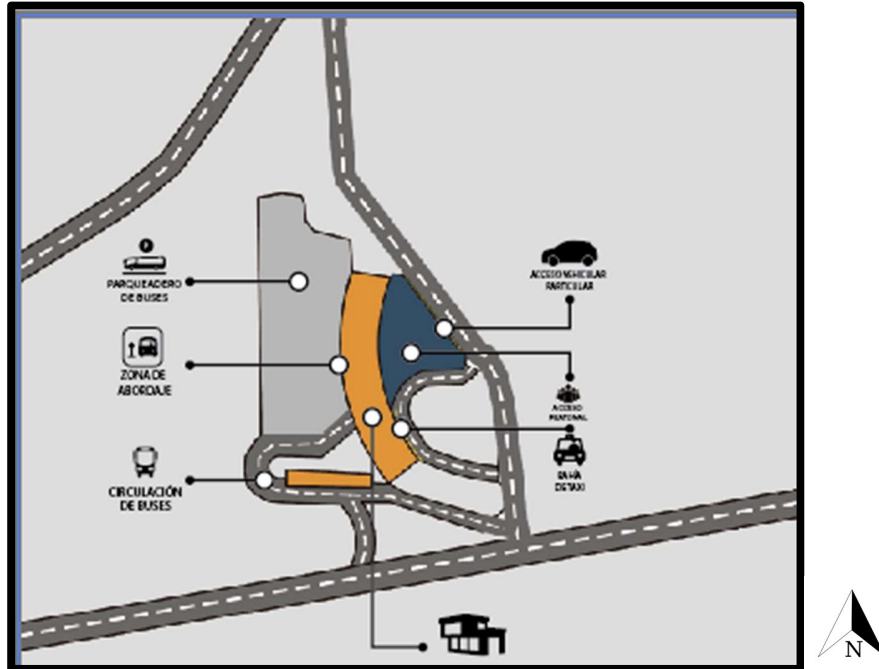 PARQUEADERO
DE BUSES
ZONA DE
ABORDAJE
CIRCULACIÓN
DE BUSES
ACCESO VEHICULAR
PARTICULAR
ACCESO
PEATONAL
BAHÍA
DE TAXI
N